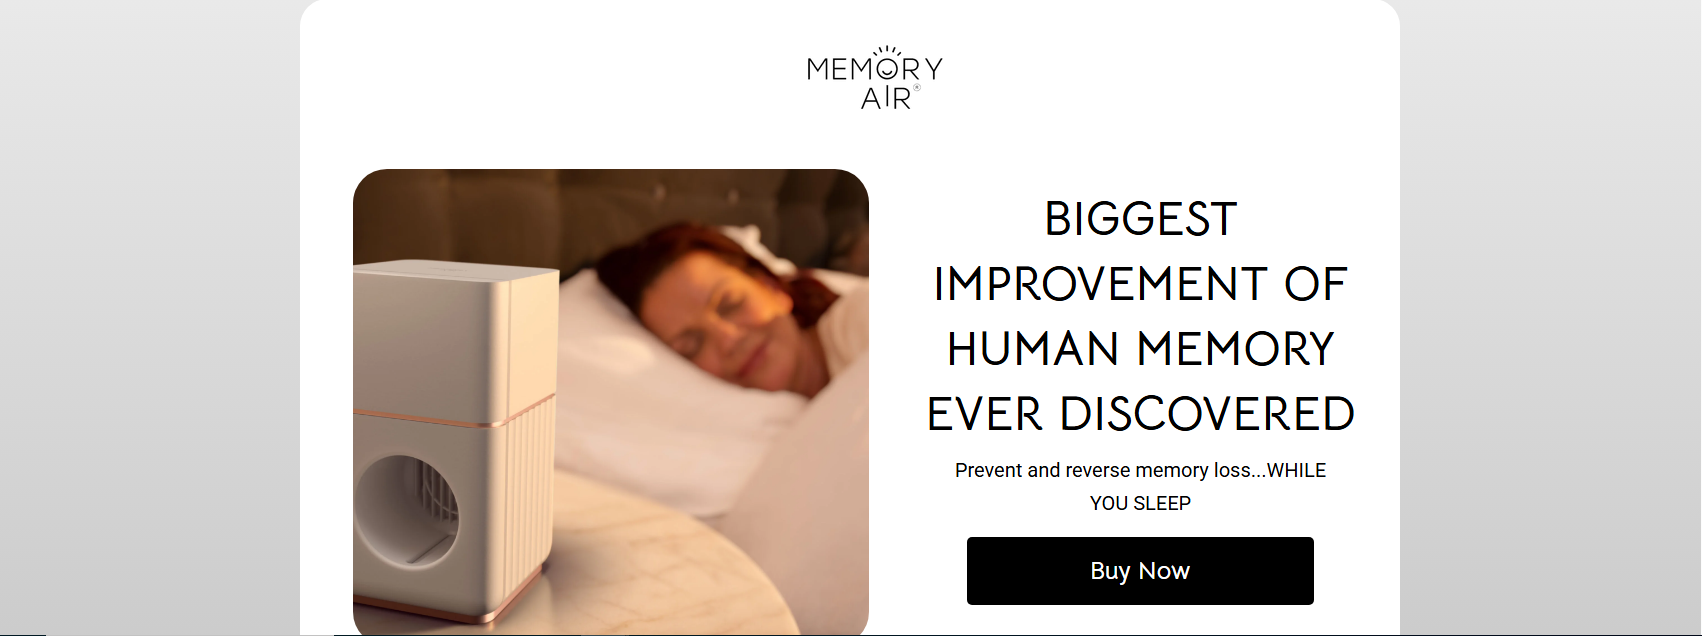 MEMORY
AIR®
BIGGEST
IMPROVEMENT OF
HUMAN MEMORY
EVER DISCOVERED
Prevent and reverse memory loss...WHILE
YOU SLEEP
Buy Now